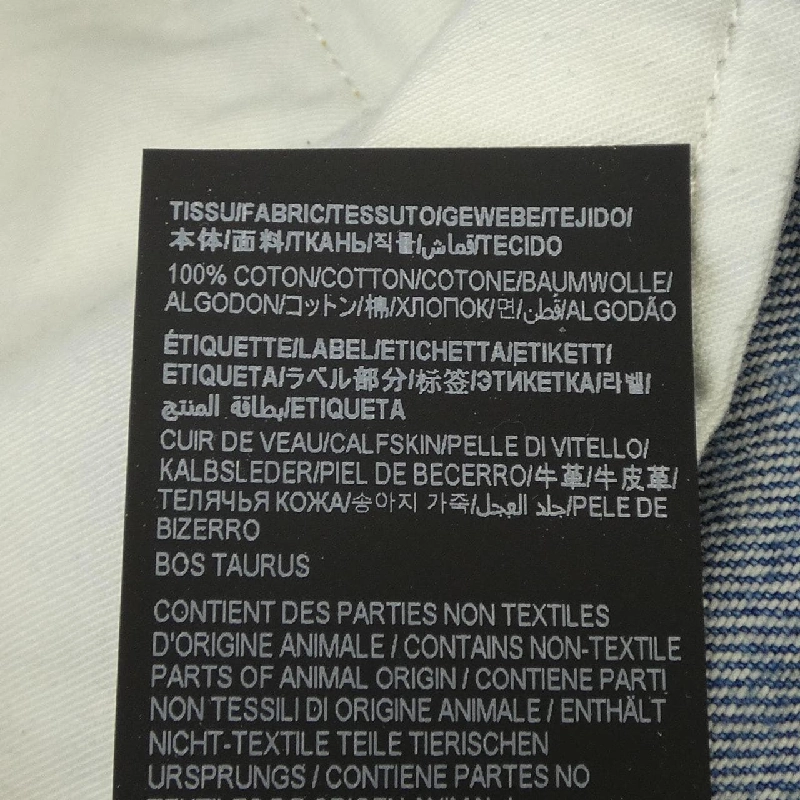 TISSU/FABRIC/TESSUTO/GEWEBE/TEJIDO/
本体/面料/ТКАНЬ/직물/قماش/TECIDO
100% COTON/COTTON/COTONE/BAUMWOLLE/
ALGODON/コットン/棉/ХЛОПОК/면/قطن/ALGODÃO
ÉTIQUETTE/LABEL/ETICHETTA/ETIKETT/
ETIQUETA/ラベル部分/标签/ЭТИКЕТКА/라벨/
بطاقة المنتج/ETIQUETA
CUIR DE VEAU/CALFSKIN/PELLE DI VITELLO/
KALBSLEDER/PIEL DE BECERRO/牛革/牛皮革/
ТЕЛЯЧЬЯ КОЖА/송아지 가죽/جلد العجل/PELE DE
BIZERRO
BOS TAURUS
CONTIENT DES PARTIES NON TEXTILES
D'ORIGINE ANIMALE / CONTAINS NON-TEXTILE
PARTS OF ANIMAL ORIGIN / CONTIENE PARTI
NON TESSILI DI ORIGINE ANIMALE / ENTHÄLT
NICHT-TEXTILE TEILE TIERISCHEN
URSPRUNGS / CONTIENE PARTES NO